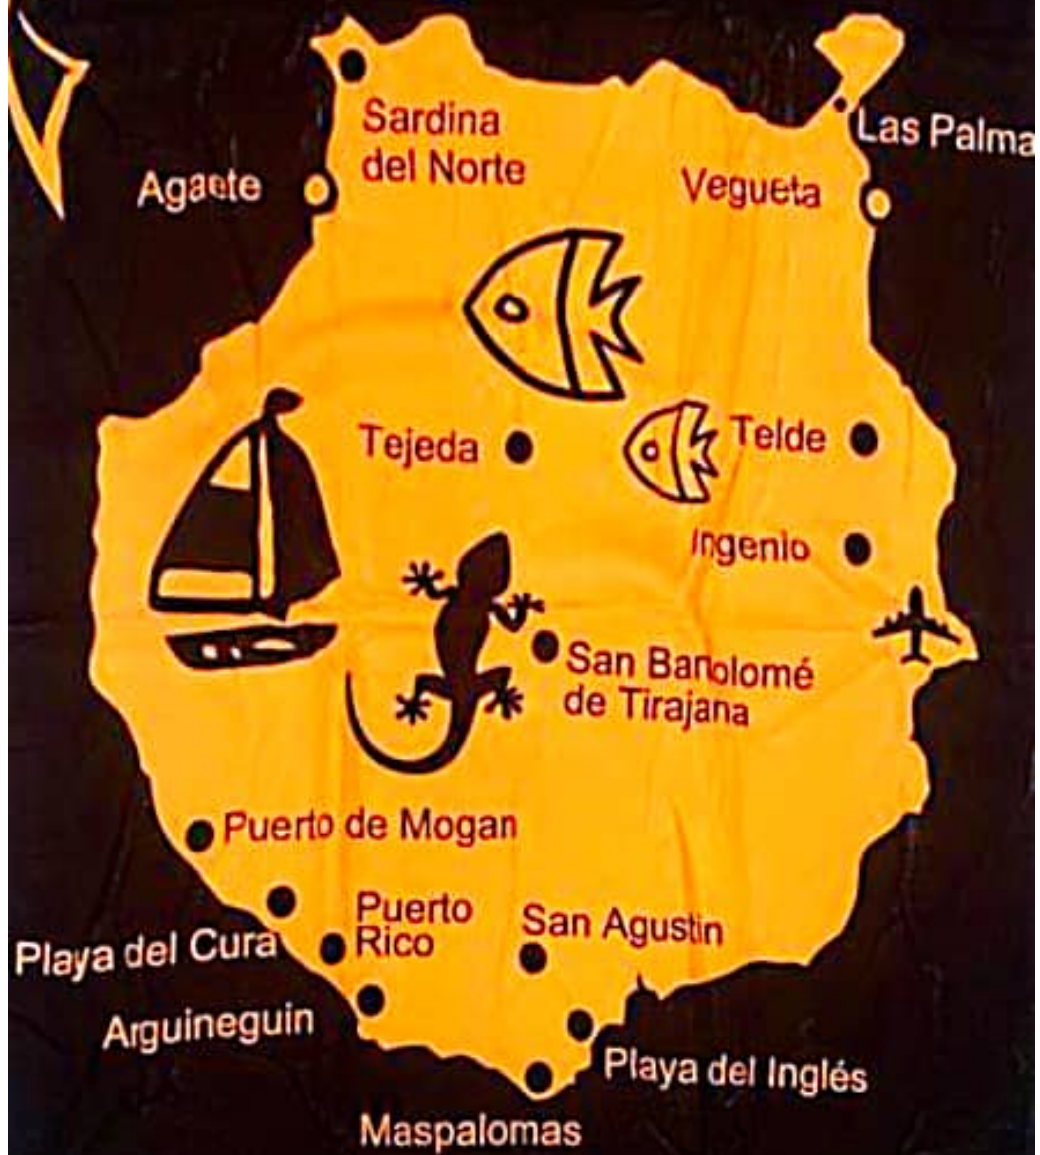 Sardina
del Norte
Las Palma
Agaete
Vegueta
Tejeda
Telde
Ingenio
San Bartolomé
de Tirajana
Puerto de Mogan
Puerto
Rico
San Agustin
Playa del Cura
Arguineguin
Playa del Inglés
Maspalomas